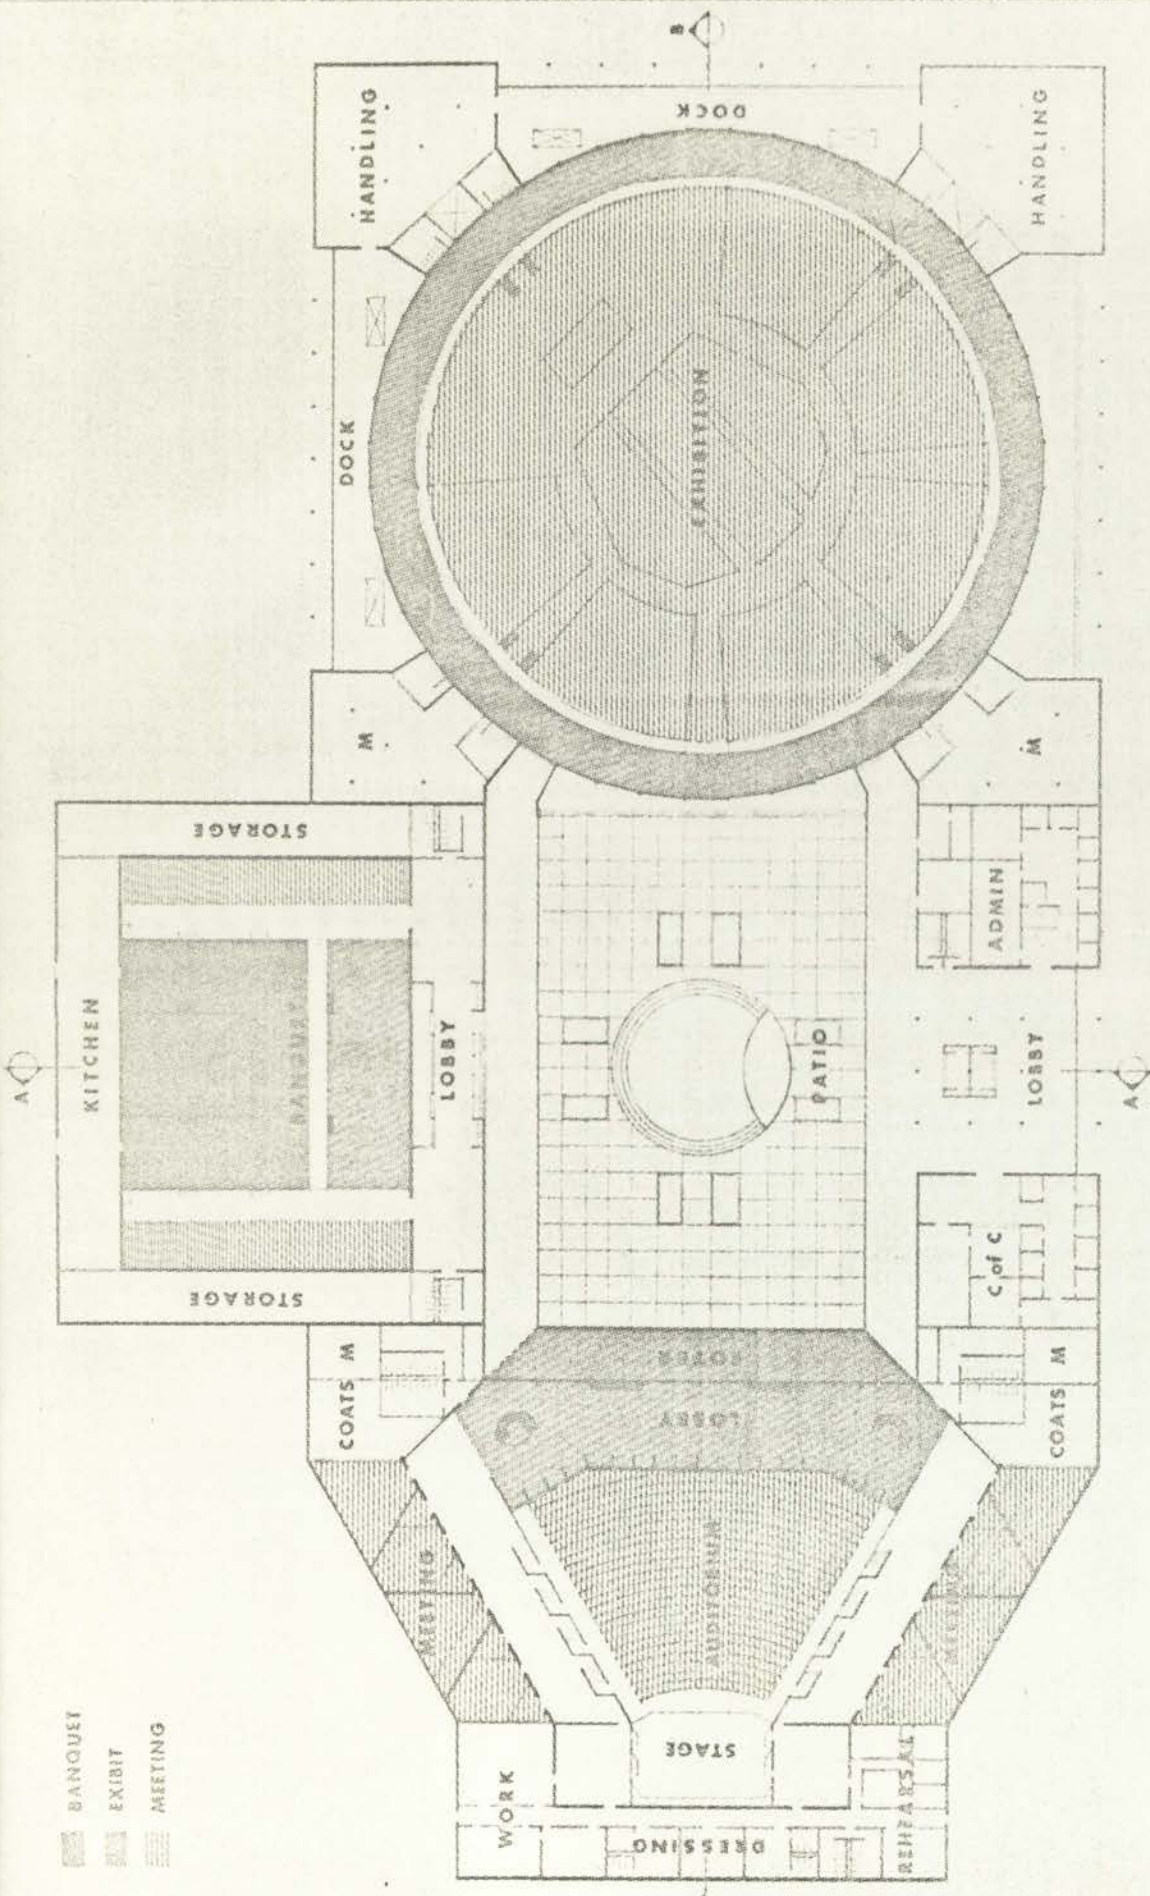 B
HANDLING
DOCK
HANDLING
DOCK
EXHIBITION
M
M
STORAGE
KITCHEN
BANQUET
LOBBY
A
STORAGE
PATIO
ADMIN
LOBBY
A
C of C
COATS M
FOYER
LOBBY
COATS M
MEETING
AUDITORIUM
MEETING
STAGE
WORK
DRESSING
REHEARSAL
BANQUET
EXIBIT
MEETING